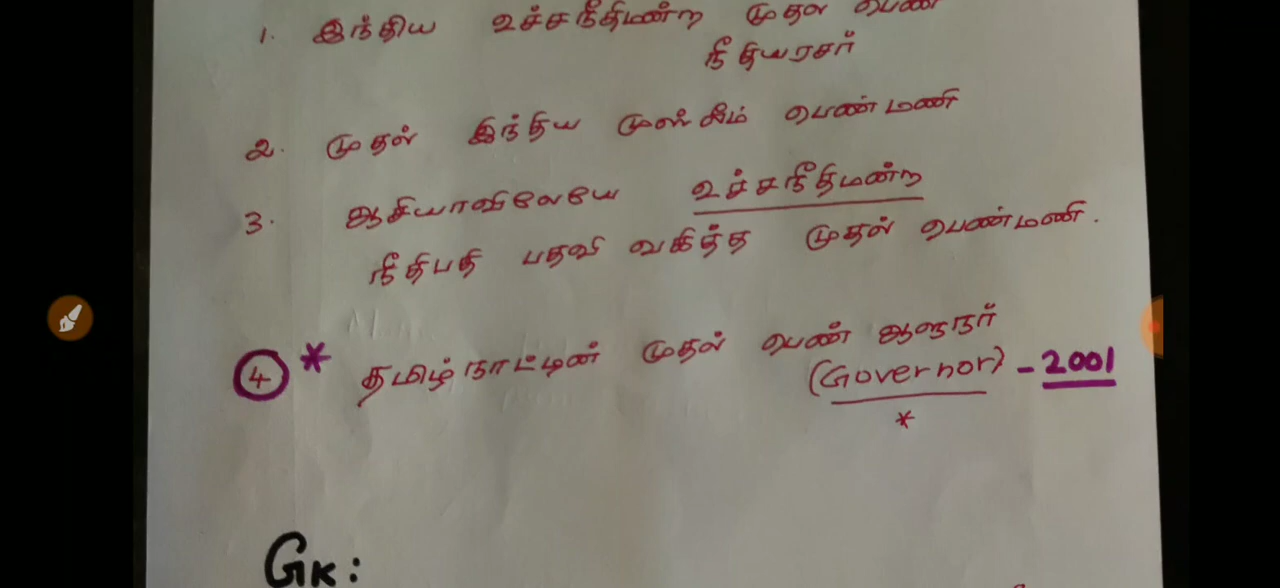 1. இந்திய உச்சநீதிமன்ற முதல் பெண்
நீதியரசர்
2. முதல் இந்திய முஸ்லீம் பெண்மணி
3. ஆசியாவிலேயே உச்சநீதிமன்ற
நீதிபதி பதவி வகித்த முதல் பெண்மணி.
4 * தமிழ்நாட்டின் முதல் பெண் ஆளுநர்
(Governor) - 2001
*
GK: